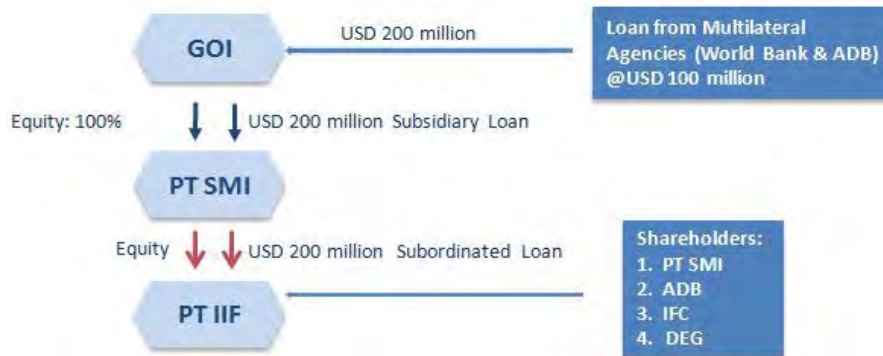 GOI
USD 200 million
Loan from Multilateral
Agencies (World Bank & ADB)
@USD 100 million
Equity: 100%
USD 200 million Subsidiary Loan
PT SMI
Equity
USD 200 million Subordinated Loan
PT IIF
Shareholders:
1. PT SMI
2. ADB
3. IFC
4. DEG